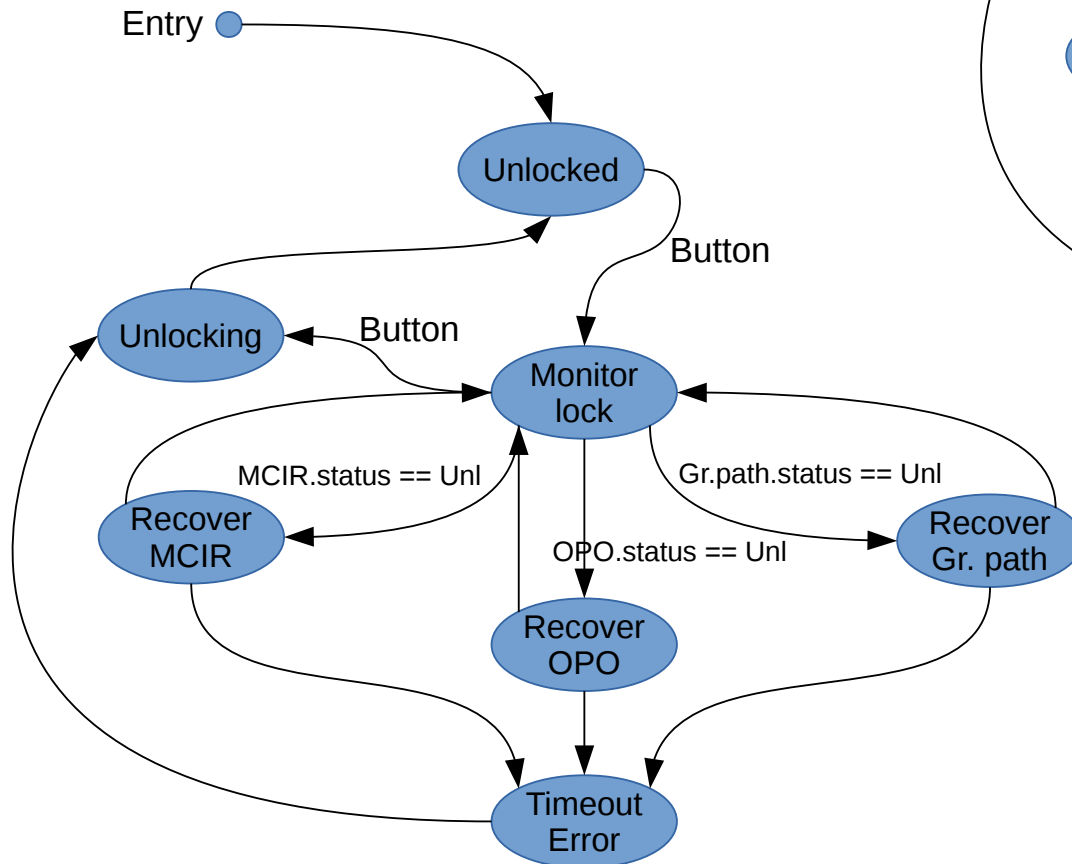 Entry
Unlocked
Button
Unlocking
Button
Monitor
lock
MCIR.status == Unl
Gr.path.status == Unl
Recover
MCIR
OPO.status == Unl
Recover
Gr. path
Recover
OPO
Timeout
Error